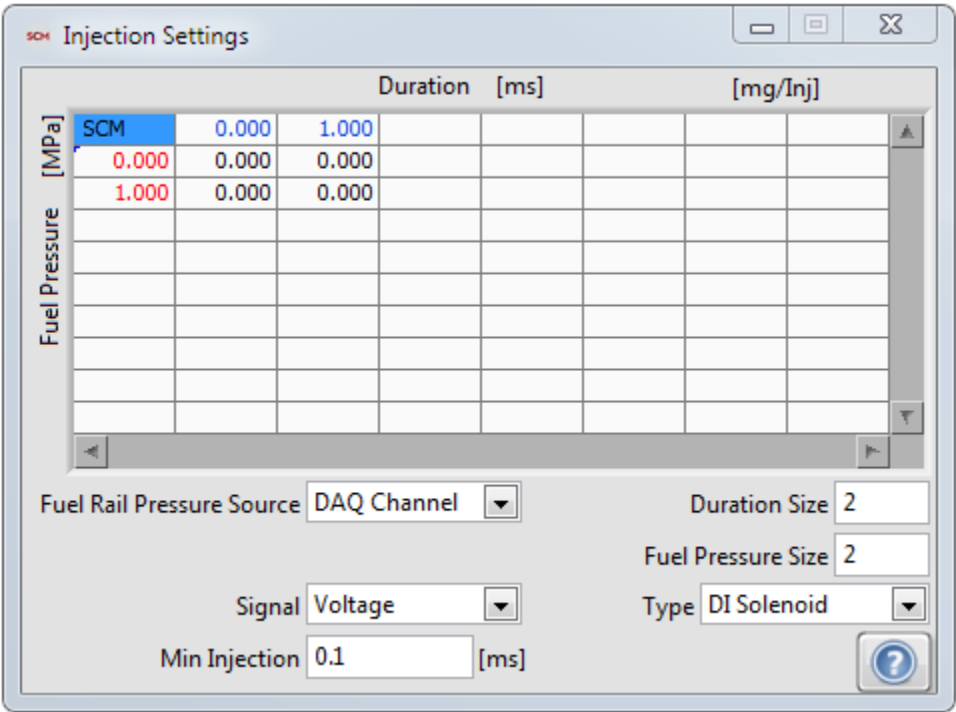 SCM Injection Settings
Duration [ms] [mg/Inj]
Fuel Pressure [MPa]
SCM 0.000 1.000
0.000 0.000 0.000
1.000 0.000 0.000
Fuel Rail Pressure Source DAQ Channel Duration Size 2
Fuel Pressure Size 2
Signal Voltage Type DI Solenoid
Min Injection 0.1 [ms] ?